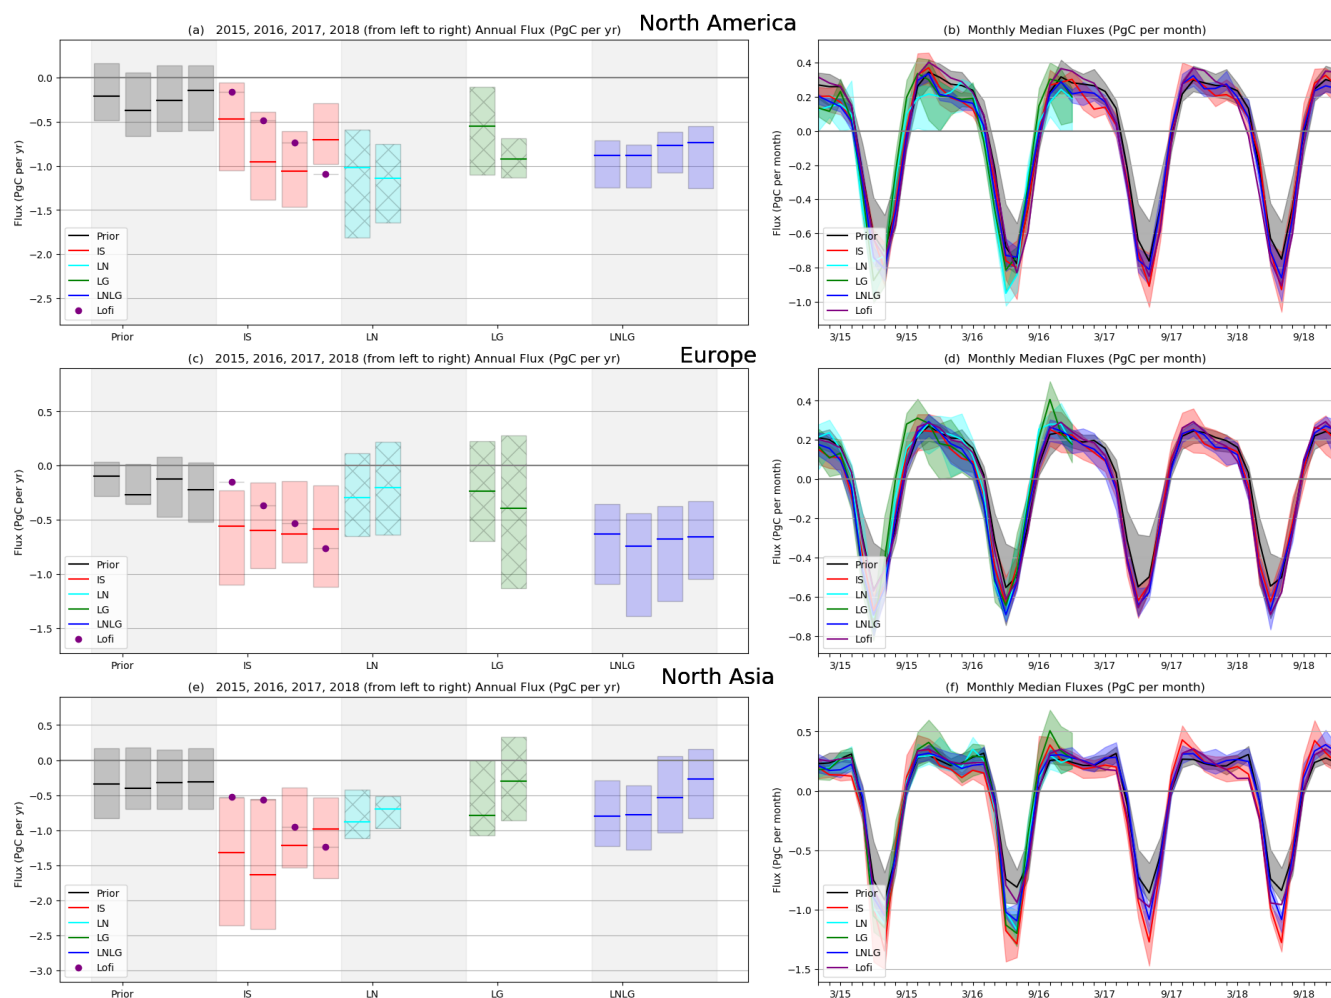 North America
(a)   2015, 2016, 2017, 2018 (from left to right) Annual Flux (PgC per yr)
Flux (PgC per yr)
0.0
−0.5
−1.0
−1.5
−2.0
−2.5
Prior
IS
LN
LG
LNLG
Lofi
Prior
IS
LN
LG
LNLG
(b)   Monthly Median Fluxes (PgC per month)
Flux (PgC per month)
0.4
0.2
0.0
−0.2
−0.4
−0.6
−0.8
−1.0
Prior
IS
LN
LG
LNLG
Lofi
3/15
9/15
3/16
9/16
3/17
9/17
3/18
9/18
Europe
(c)   2015, 2016, 2017, 2018 (from left to right) Annual Flux (PgC per yr)
Flux (PgC per yr)
0.5
0.0
−0.5
−1.0
−1.5
Prior
IS
LN
LG
LNLG
Lofi
Prior
IS
LN
LG
LNLG
(d)   Monthly Median Fluxes (PgC per month)
Flux (PgC per month)
0.4
0.2
0.0
−0.2
−0.4
−0.6
−0.8
Prior
IS
LN
LG
LNLG
Lofi
3/15
9/15
3/16
9/16
3/17
9/17
3/18
9/18
North Asia
(e)   2015, 2016, 2017, 2018 (from left to right) Annual Flux (PgC per yr)
Flux (PgC per yr)
0.5
0.0
−0.5
−1.0
−1.5
−2.0
−2.5
−3.0
Prior
IS
LN
LG
LNLG
Lofi
Prior
IS
LN
LG
LNLG
(f)   Monthly Median Fluxes (PgC per month)
Flux (PgC per month)
0.5
0.0
−0.5
−1.0
−1.5
Prior
IS
LN
LG
LNLG
Lofi
3/15
9/15
3/16
9/16
3/17
9/17
3/18
9/18